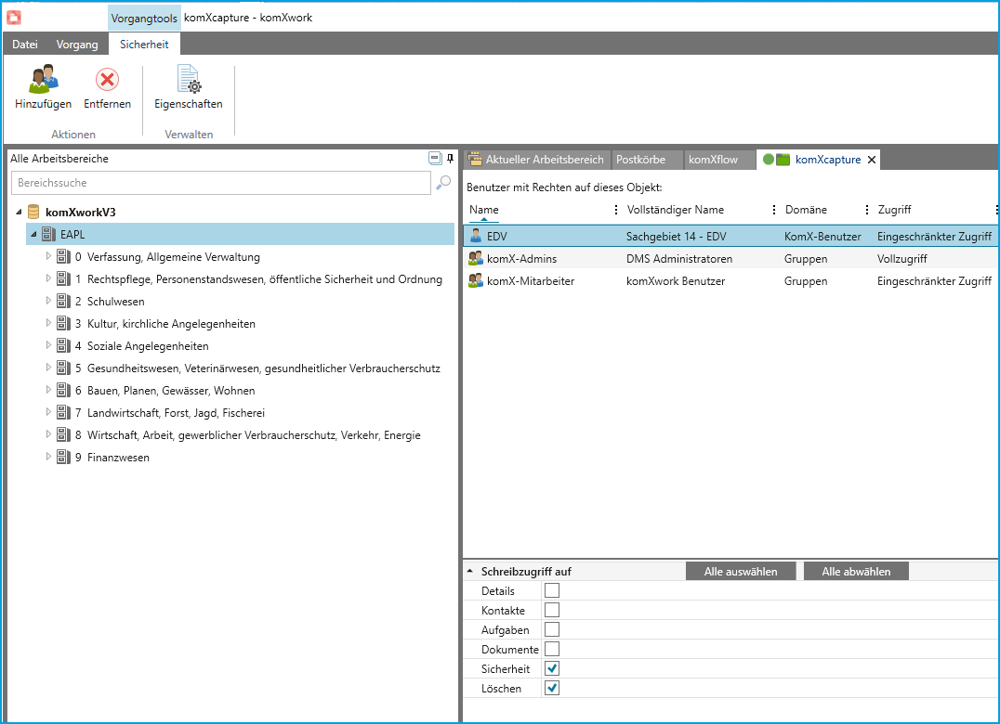 Vorgangtools komXcapture - komXwork
Datei Vorgang Sicherheit
Hinzufügen Entfernen Eigenschaften
Aktionen Verwalten
Alle Arbeitsbereiche
Bereichssuche
komXworkV3
EAPL
0 Verfassung, Allgemeine Verwaltung
1 Rechtspflege, Personenstandswesen, öffentliche Sicherheit und Ordnung
2 Schulwesen
3 Kultur, kirchliche Angelegenheiten
4 Soziale Angelegenheiten
5 Gesundheitswesen, Veterinärwesen, gesundheitlicher Verbraucherschutz
6 Bauen, Planen, Gewässer, Wohnen
7 Landwirtschaft, Forst, Jagd, Fischerei
8 Wirtschaft, Arbeit, gewerblicher Verbraucherschutz, Verkehr, Energie
9 Finanzwesen
Aktueller Arbeitsbereich Postkörbe komXflow komXcapture
Benutzer mit Rechten auf dieses Objekt:
Name Vollständiger Name Domäne Zugriff
EDV Sachgebiet 14 - EDV KomX-Benutzer Eingeschränkter Zugriff
komX-Admins DMS Administratoren Gruppen Vollzugriff
komX-Mitarbeiter komXwork Benutzer Gruppen Eingeschränkter Zugriff
Schreibzugriff auf Alle auswählen Alle abwählen
Details
Kontakte
Aufgaben
Dokumente
Sicherheit
Löschen